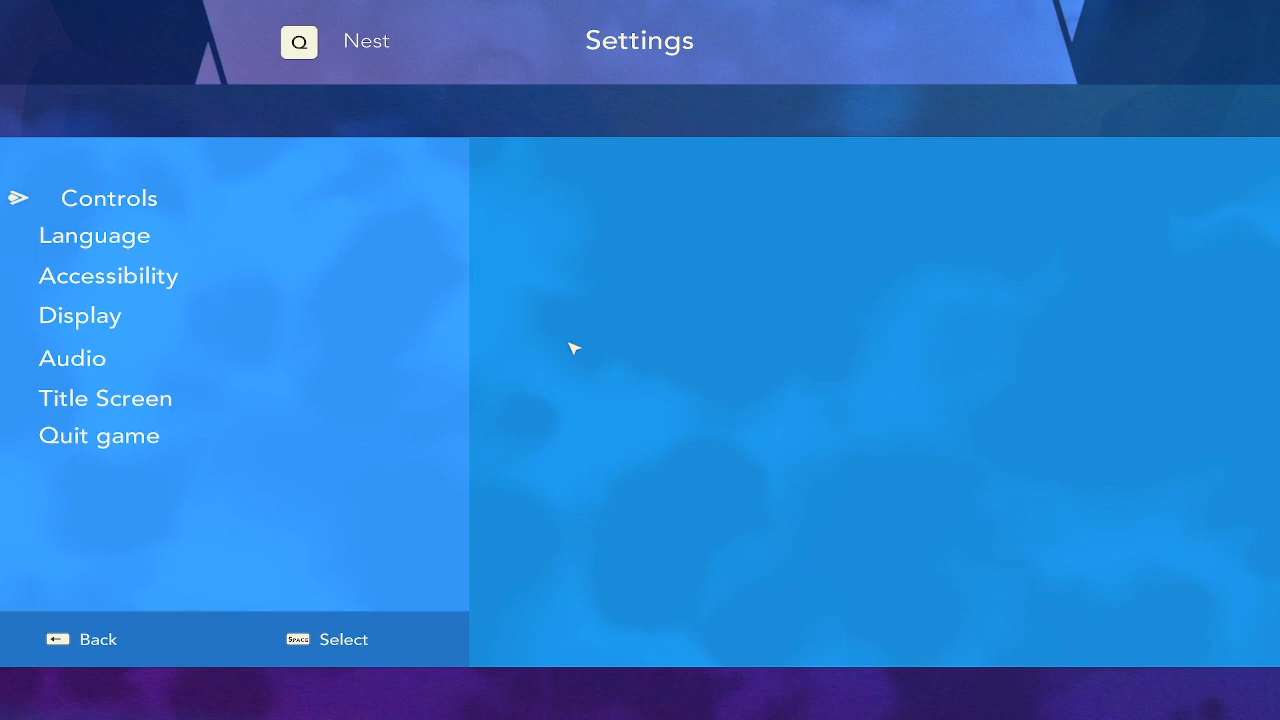 Q Nest Settings
Controls
Language
Accessibility
Display
Audio
Title Screen
Quit game
Back SPACE Select